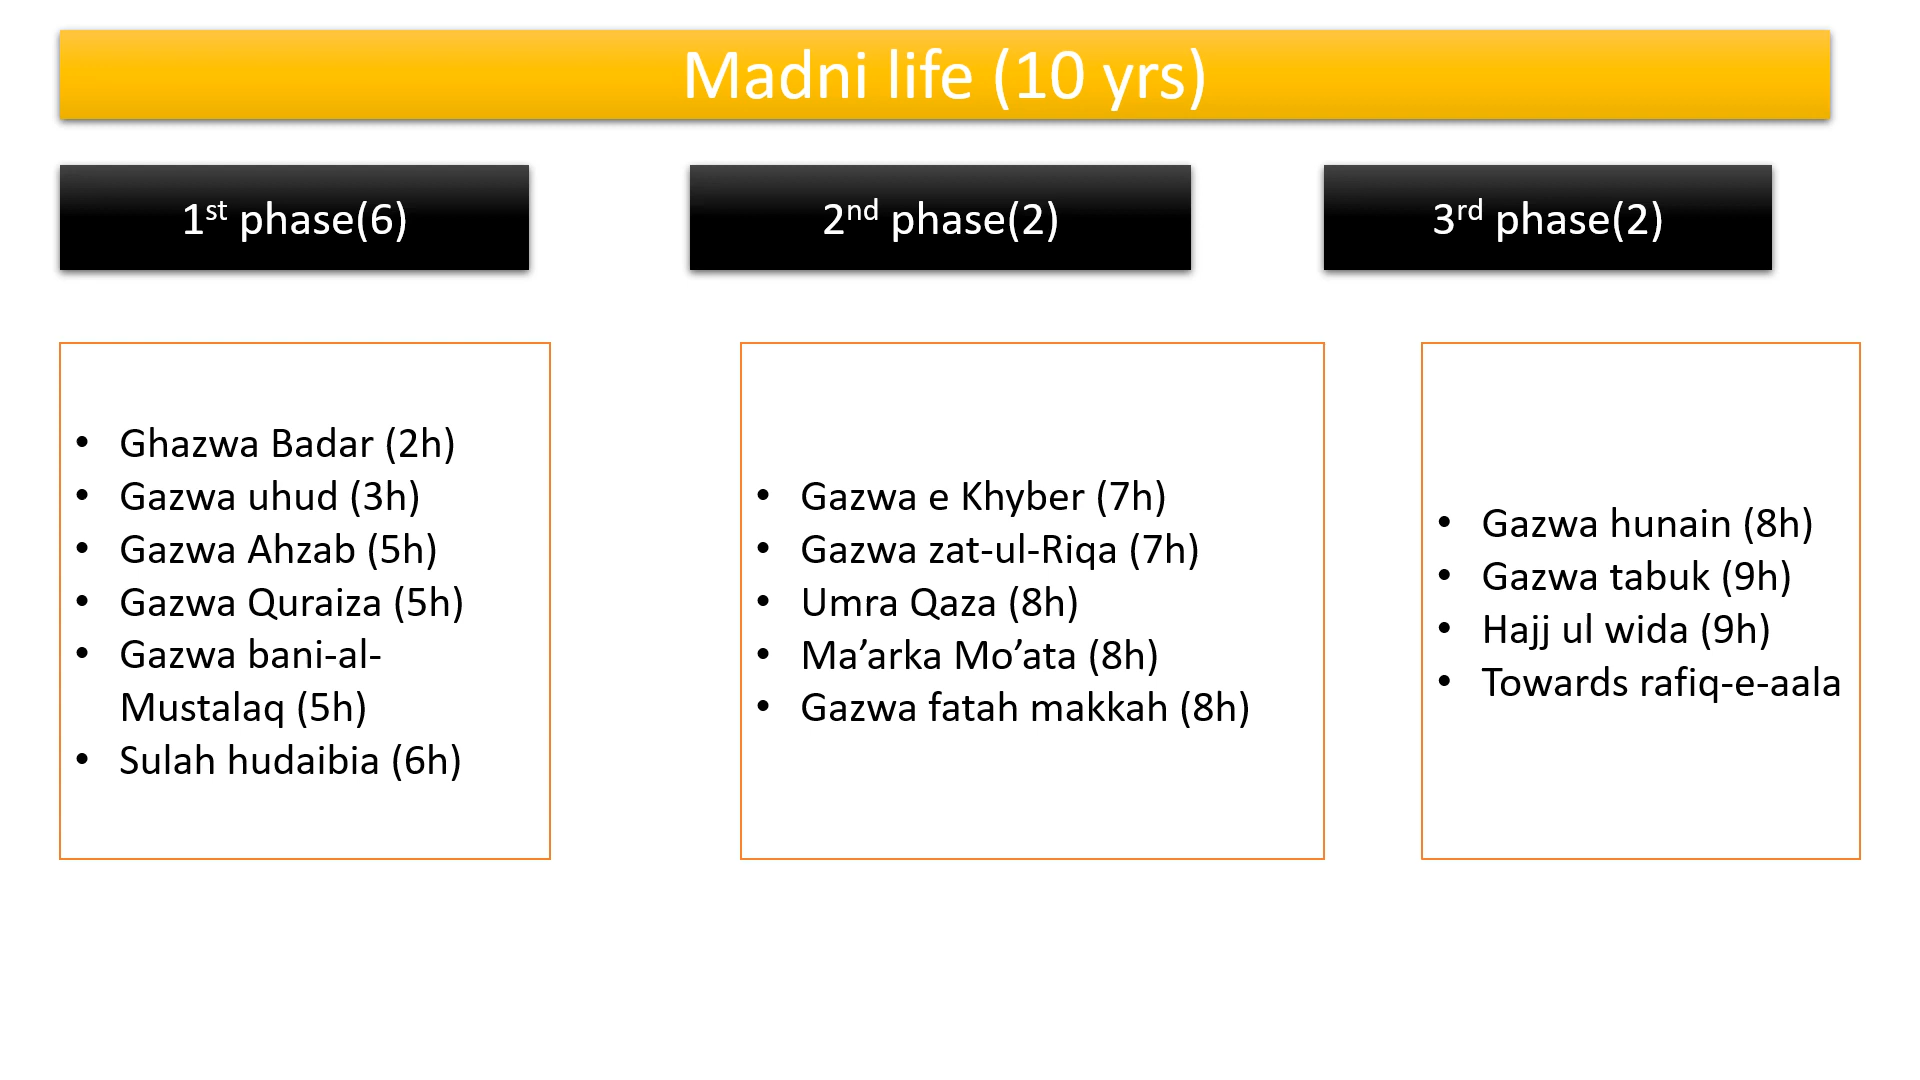 Madni life (10 yrs)
1st phase(6)
2nd phase(2)
3rd phase(2)
• Ghazwa Badar (2h)
• Gazwa uhud (3h)
• Gazwa Ahzab (5h)
• Gazwa Quraiza (5h)
• Gazwa bani-al-
Mustalaq (5h)
• Sulah hudaibia (6h)
• Gazwa e Khyber (7h)
• Gazwa zat-ul-Riqa (7h)
• Umra Qaza (8h)
• Ma’arka Mo’ata (8h)
• Gazwa fatah makkah (8h)
• Gazwa hunain (8h)
• Gazwa tabuk (9h)
• Hajj ul wida (9h)
• Towards rafiq-e-aala